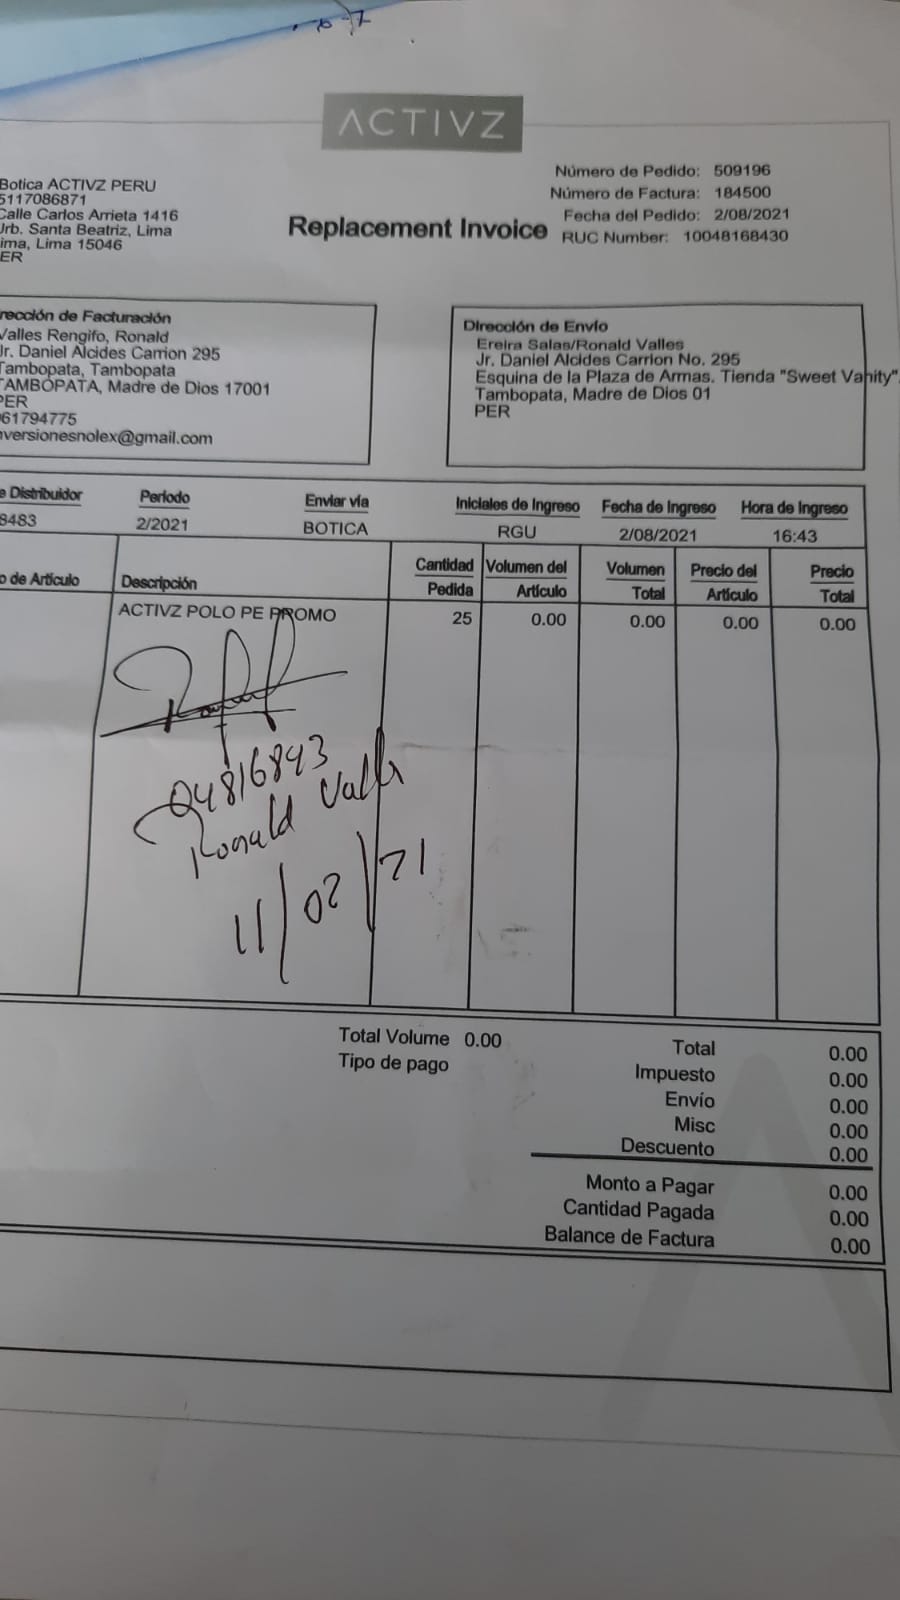 ACTIVZ
Botica ACTIVZ PERU
5117086871
Calle Carlos Arrieta 1416
Urb. Santa Beatriz, Lima
ima, Lima 15046
ER
Replacement Invoice
Número de Pedido: 509196
Número de Factura: 184500
Fecha del Pedido: 2/08/2021
RUC Number: 10048168430
rección de Facturación
Valles Rengifo, Ronald
Jr. Daniel Alcides Carrion 295
Tambopata, Tambopata
TAMBOPATA, Madre de Dios 17001
PER
961794775
nversionesnolex@gmail.com
Dirección de Envío
Ereira Salas/Ronald Valles
Jr. Daniel Alcides Carrion No. 295
Esquina de la Plaza de Armas. Tienda "Sweet Vanity"
Tambopata, Madre de Dios 01
PER
e Distribuidor Periodo Enviar vía Iniciales de Ingreso Fecha de Ingreso Hora de Ingreso
8483 2/2021 BOTICA RGU 2/08/2021 16:43
o de Artículo Descripción Cantidad Pedida Volumen del Artículo Volumen Total Precio del Artículo Precio Total
ACTIVZ POLO PE PROMO 25 0.00 0.00 0.00 0.00
04816843
Ronald Valls
11/02/21
Total Volume 0.00
Tipo de pago
Total 0.00
Impuesto 0.00
Envío 0.00
Misc 0.00
Descuento 0.00
Monto a Pagar 0.00
Cantidad Pagada 0.00
Balance de Factura 0.00